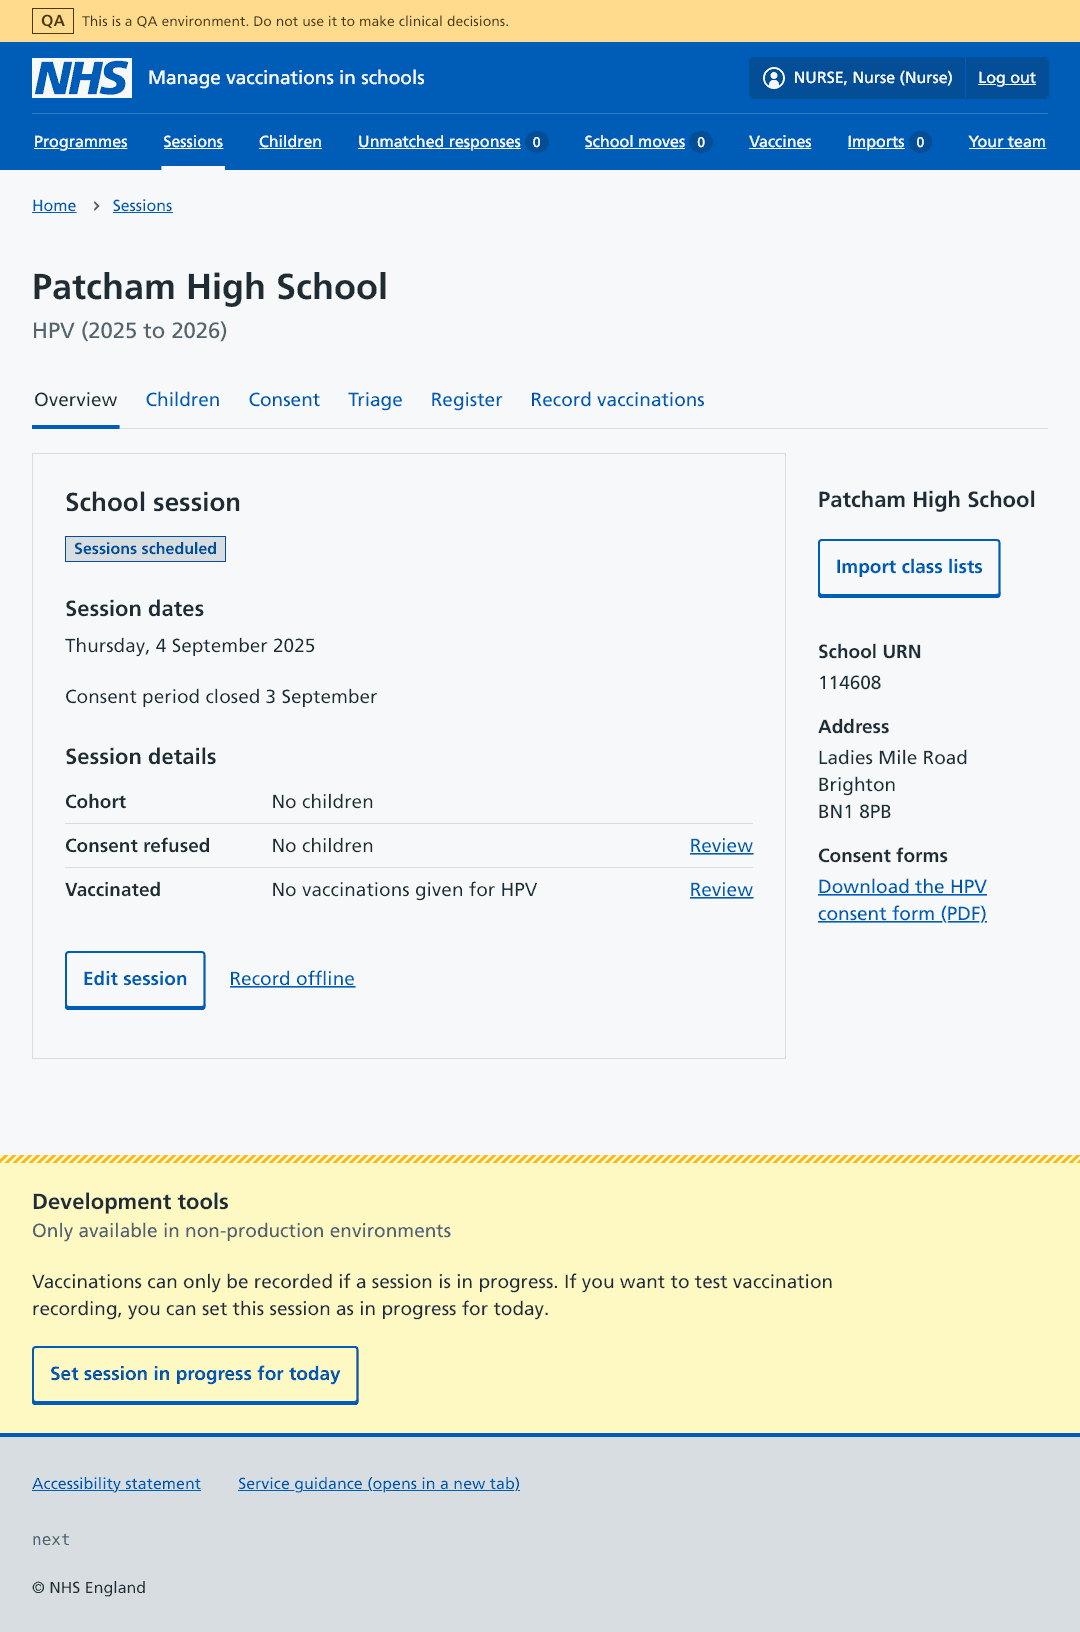 QA This is a QA environment. Do not use it to make clinical decisions.
NHS Manage vaccinations in schools NURSE, Nurse (Nurse) Log out
Programmes Sessions Children Unmatched responses 0 School moves 0 Vaccines Imports 0 Your team
Home › Sessions
Patcham High School
HPV (2025 to 2026)
Overview Children Consent Triage Register Record vaccinations
School session
Sessions scheduled
Session dates
Thursday, 4 September 2025
Consent period closed 3 September
Session details
Cohort No children
Consent refused No children Review
Vaccinated No vaccinations given for HPV Review
Edit session Record offline
Patcham High School
Import class lists
School URN
114608
Address
Ladies Mile Road
Brighton
BN1 8PB
Consent forms
Download the HPV
consent form (PDF)
Development tools
Only available in non-production environments
Vaccinations can only be recorded if a session is in progress. If you want to test vaccination
recording, you can set this session as in progress for today.
Set session in progress for today
Accessibility statement Service guidance (opens in a new tab)
next
© NHS England